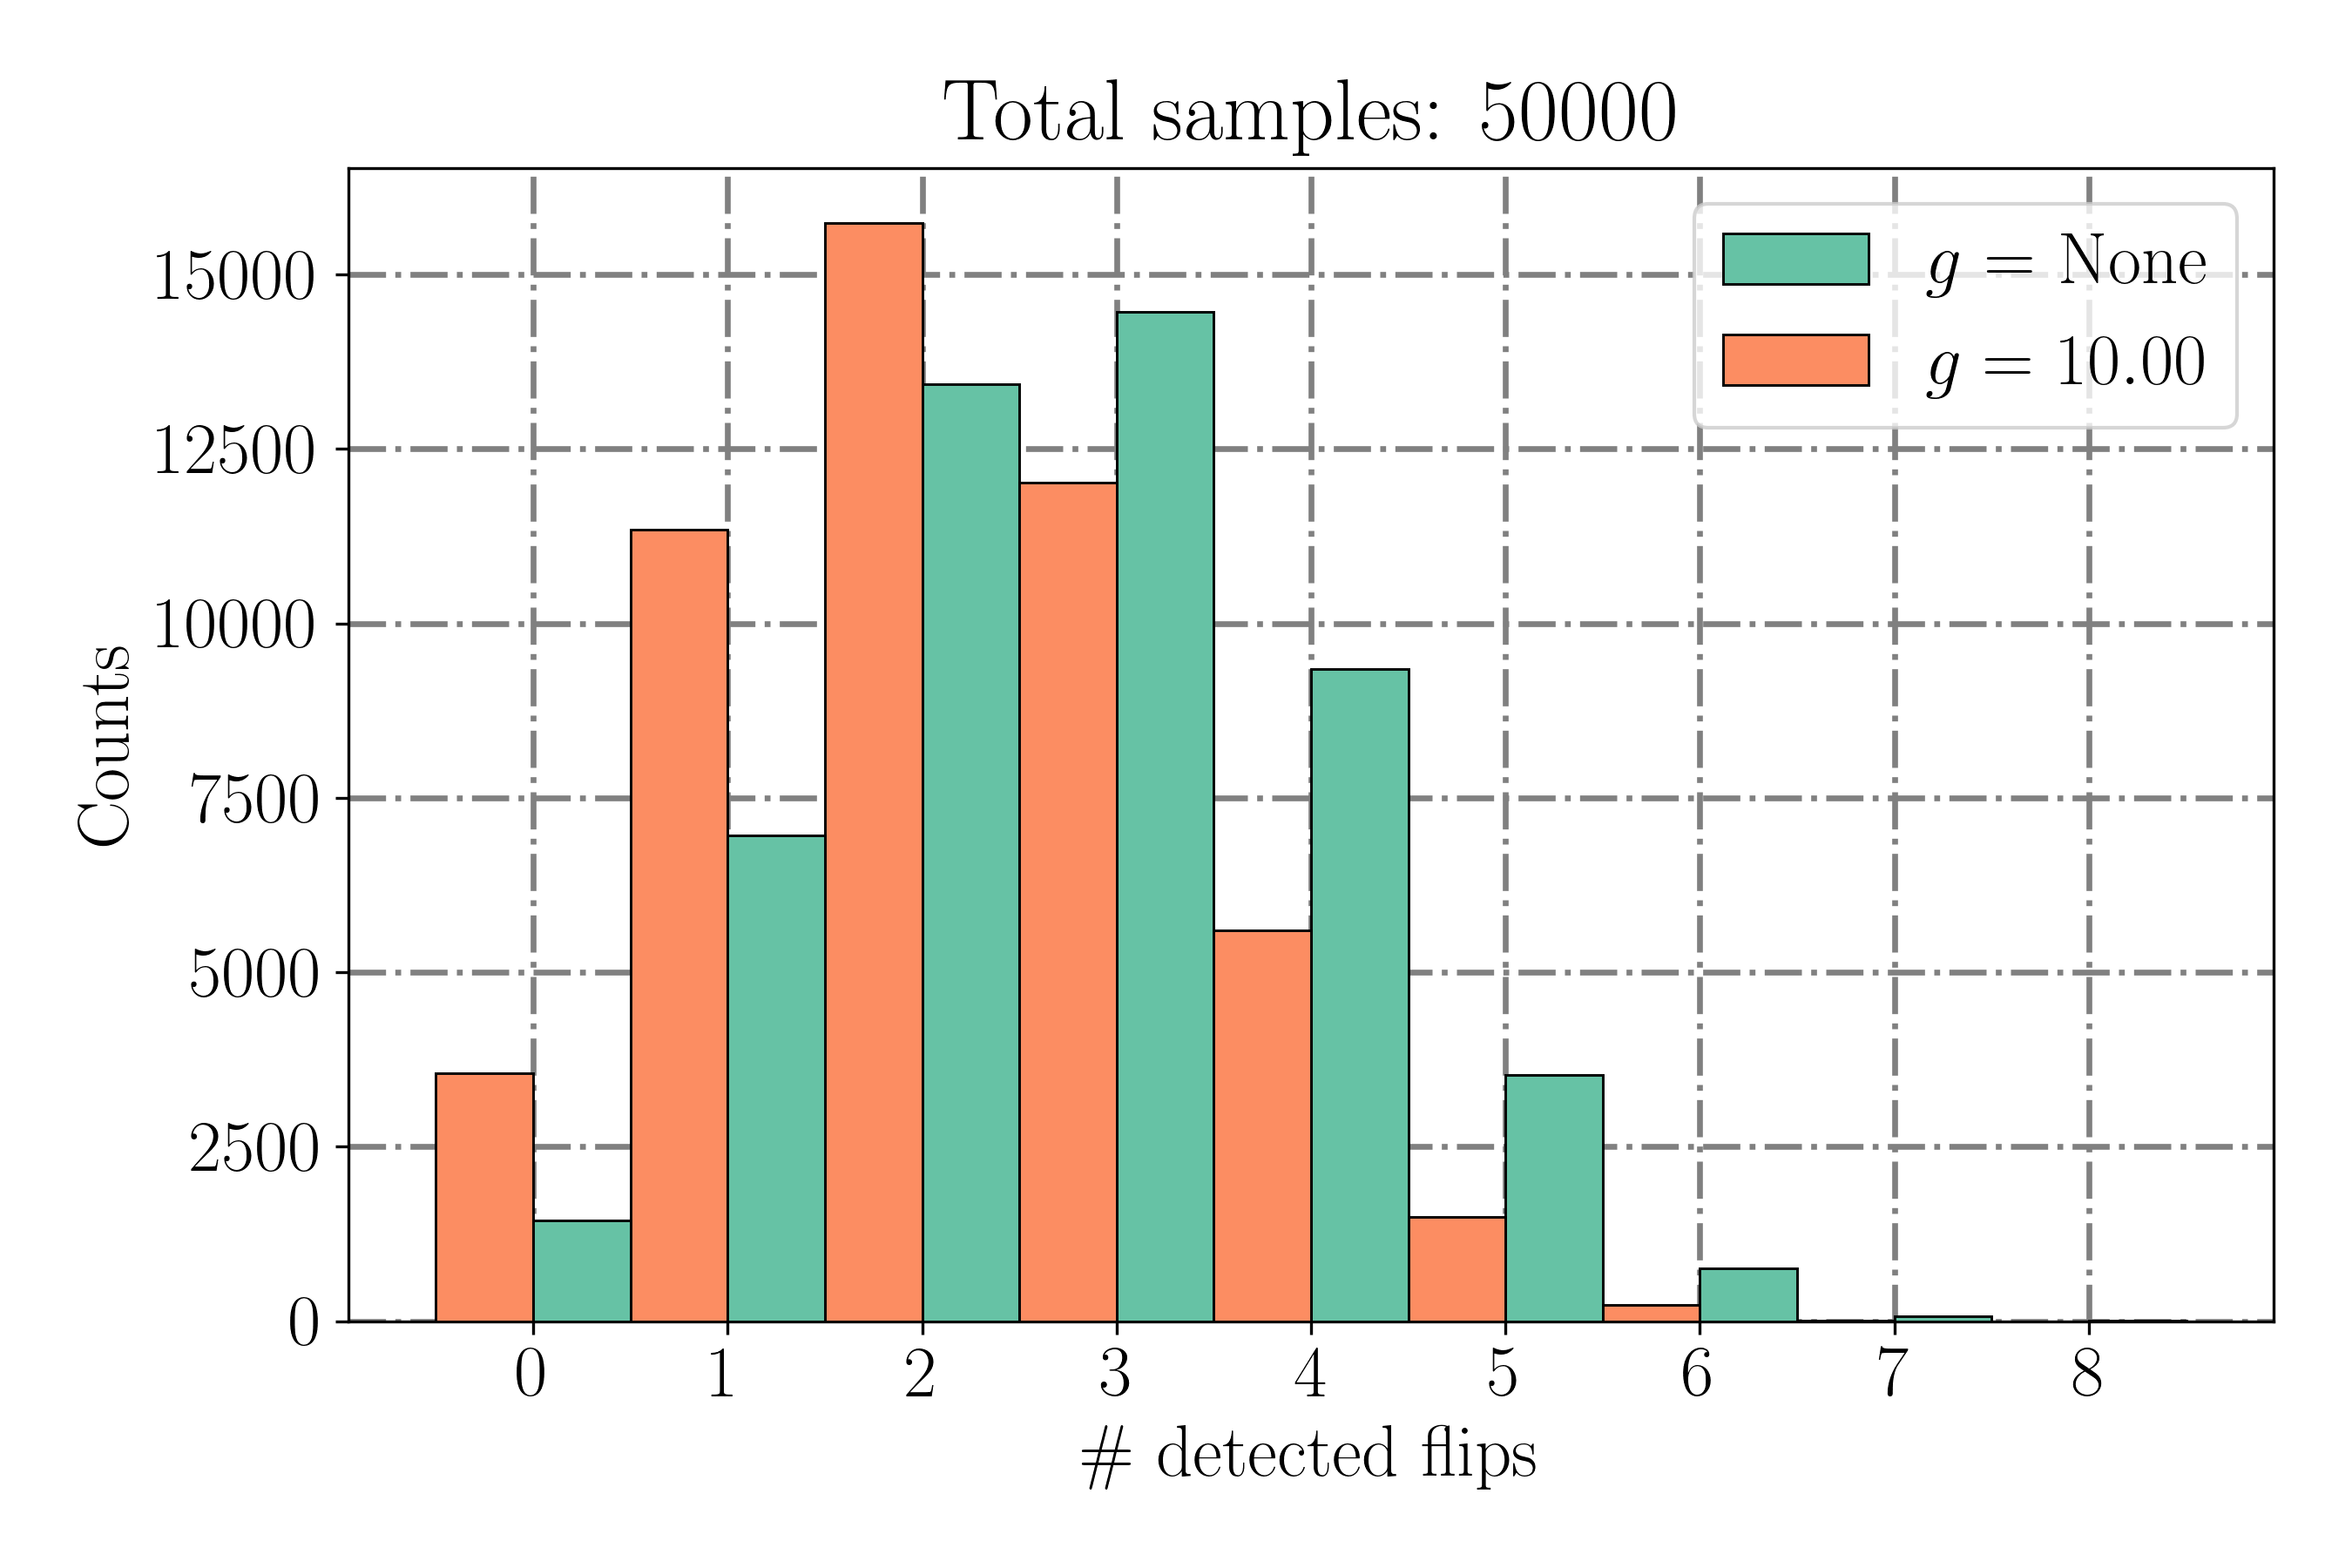 Total samples: 50000
g = None
g = 10.00
15000
12500
10000
7500
5000
2500
0
Counts
0 1 2 3 4 5 6 7 8
# detected flips